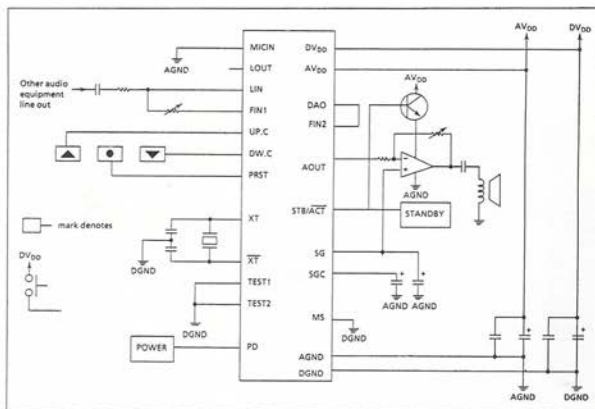 AVDD
DVDD
MICIN
DVDD
AGND
LOUT
AVDD
Other audio
equipment
line out
LIN
AVDD
DAO
FIN1
FIN2
UP.C
DW.C
AOUT
PRST
AGND
STB/ACT
STANDBY
mark denotes
XT
SG
DVDD
DGND
XT
SGC
TEST1
AGND
AGND
TEST2
MS
DGND
DGND
POWER
PD
AGND
DGND
AGND
DGND